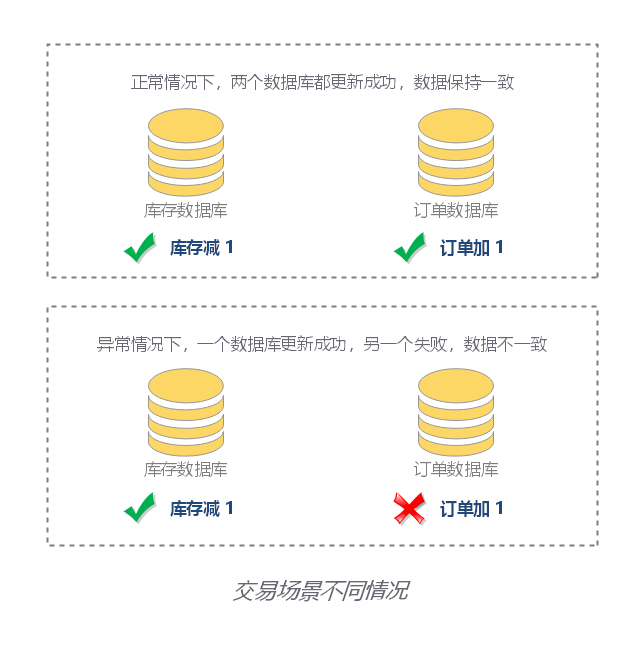 正常情况下，两个数据库都更新成功，数据保持一致
库存数据库 订单数据库
库存减 1 订单加 1
异常情况下，一个数据库更新成功，另一个失败，数据不一致
库存数据库 订单数据库
库存减 1 订单加 1
交易场景不同情况